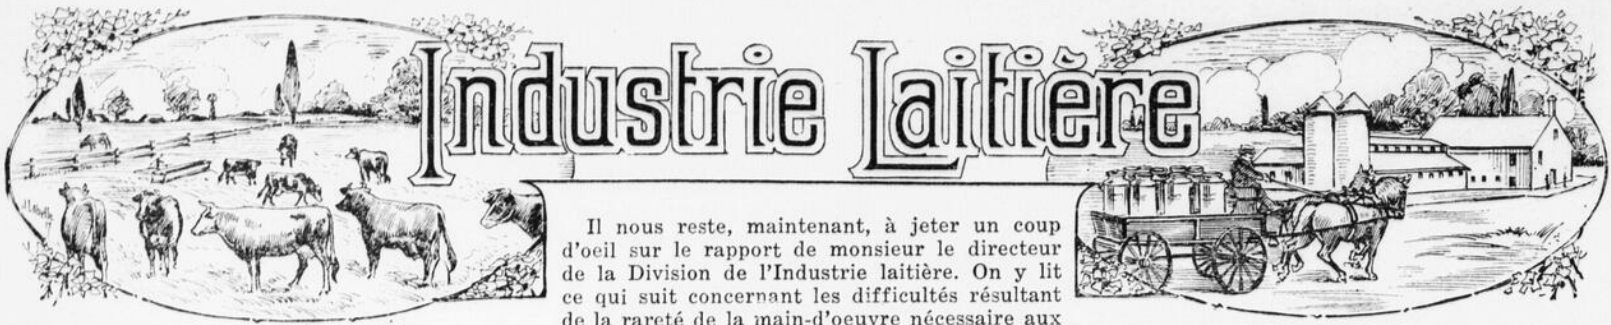 Industrie Laitière
Il nous reste, maintenant, à jeter un coup
d'oeil sur le rapport de monsieur le directeur
de la Division de l'Industrie laitière. On y lit
ce qui suit concernant les difficultés résultant
de la rareté de la main-d'oeuvre nécessaire aux